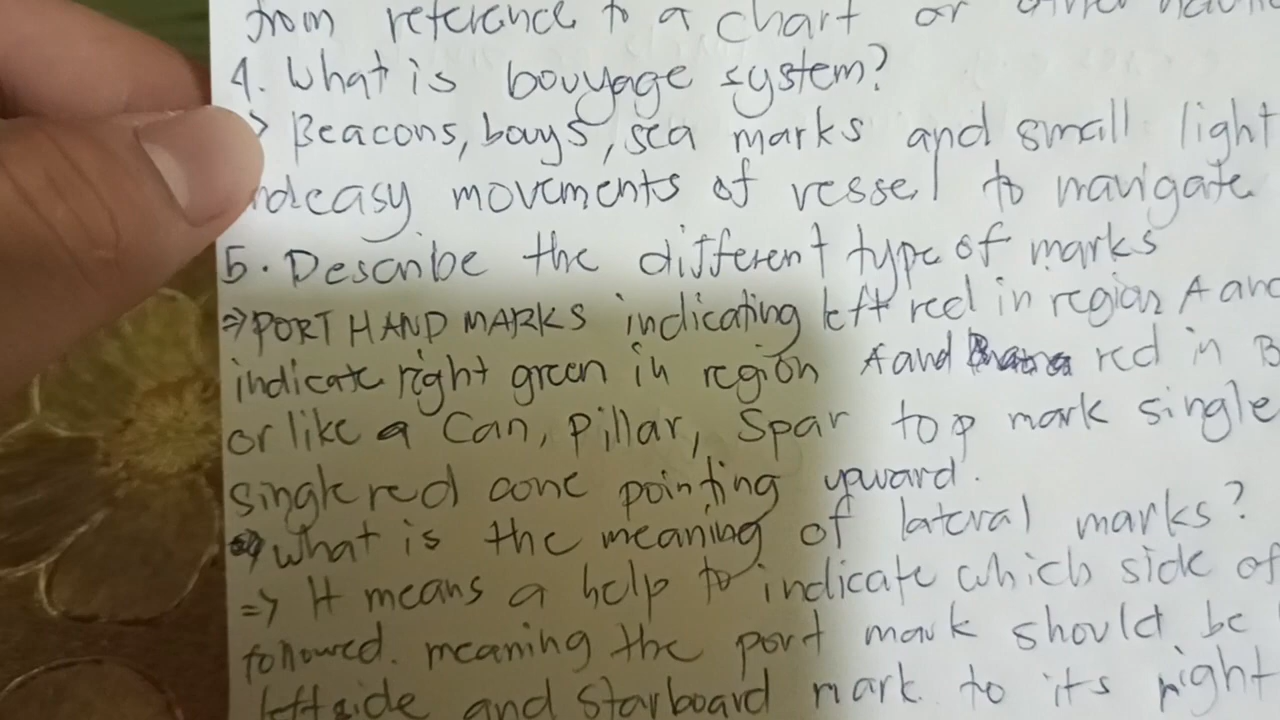 from reference to a chart or other
4. What is bouyage system?
> Beacons, bouys, sea marks and small light
easy movements of vessel to navigate
5. Describe the different type of marks
⇒ PORT HAND MARKS indicating left red in region A and
indicate right green in region A and red in B
or like a Can, pillar, Spar top mark single
single red cone pointing upward.
What is the meaning of lateral marks?
=> It means a help to indicate which side of
followed. meaning the port mark should be
leftside and starboard mark to its right